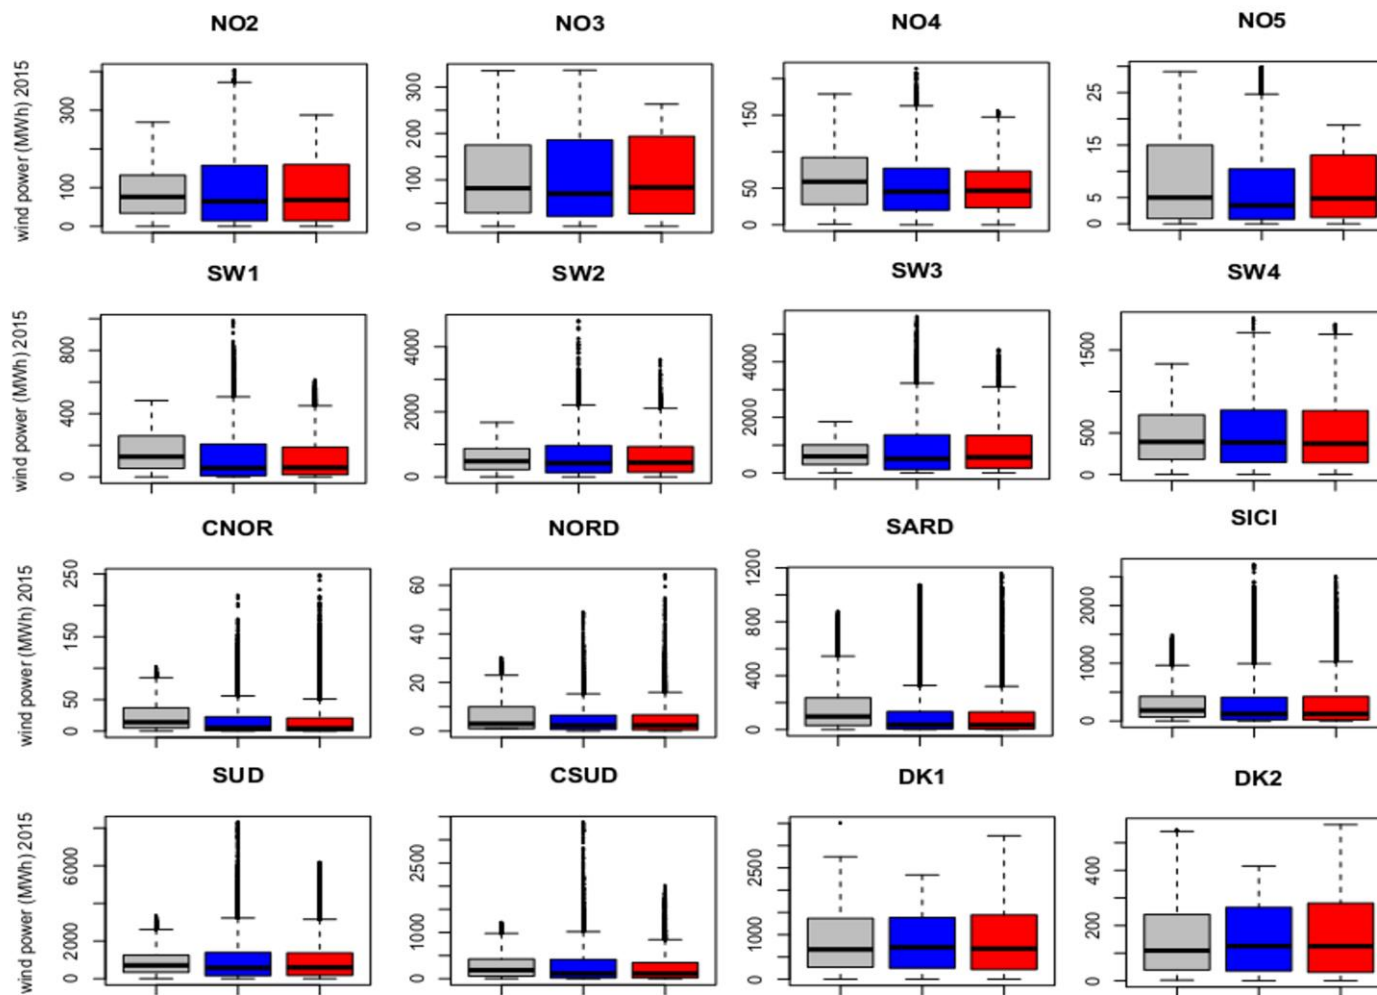 NO2 NO3 NO4 NO5
wind power (MWh) 2015
0 100 300
0 100 200 300
0 50 150
0 5 15 25
SW1 SW2 SW3 SW4
wind power (MWh) 2015
0 400 800
0 2000 4000
0 2000 4000
0 500 1500
CNOR NORD SARD SICI
wind power (MWh) 2015
0 50 150 250
0 20 40 60
0 400 800 1200
0 1000 2000
SUD CSUD DK1 DK2
wind power (MWh) 2015
0 2000 6000
0 1000 2500
0 1000 2500
0 200 400